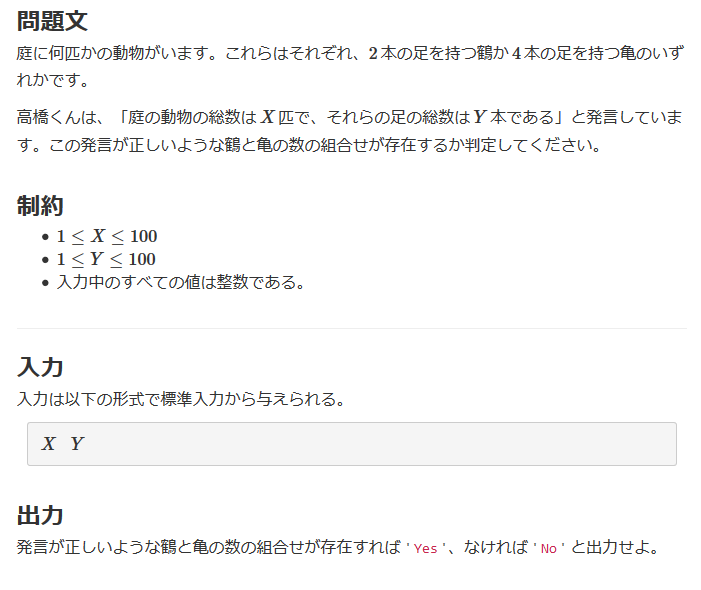 問題文
庭に何匹かの動物がいます。これらはそれぞれ、2 本の足を持つ鶴か 4 本の足を持つ亀のいず
れかです。
高橋くんは、「庭の動物の総数は X 匹で、それらの足の総数は Y 本である」と発言していま
す。この発言が正しいような鶴と亀の数の組合せが存在するか判定してください。
制約
• 1 ≤ X ≤ 100
• 1 ≤ Y ≤ 100
• 入力中のすべての値は整数である。
入力
入力は以下の形式で標準入力から与えられる。
X Y
出力
発言が正しいような鶴と亀の数の組合せが存在すれば 'Yes'、なければ 'No' と出力せよ。